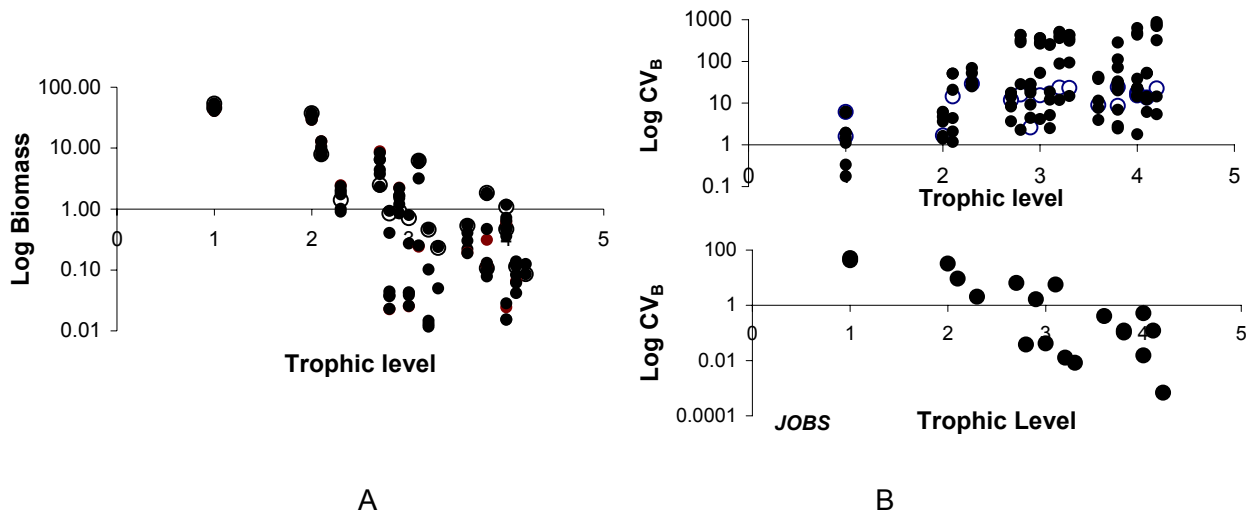 100.00
10.00
1.00
0.10
0.01
0 1 2 3 4 5
Log Biomass
Trophic level
A
1000
100
10
1
0.1
0 1 2 3 4 5
Log CVB
Trophic level
100
1
0.01
0.0001
0 1 2 3 4 5
Log CVB
JOBS
Trophic Level
B